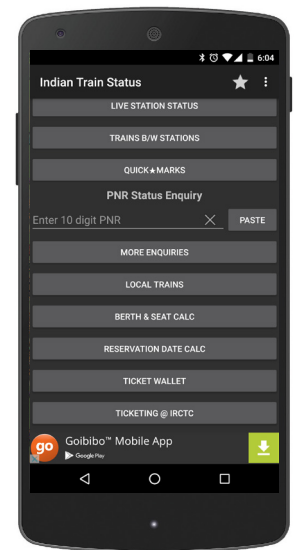 6:04
Indian Train Status
LIVE STATION STATUS
TRAINS B/W STATIONS
QUICK★MARKS
PNR Status Enquiry
Enter 10 digit PNR
PASTE
MORE ENQUIRIES
LOCAL TRAINS
BERTH & SEAT CALC
RESERVATION DATE CALC
TICKET WALLET
TICKETING @ IRCTC
go
Goibibo™ Mobile App
Google Play